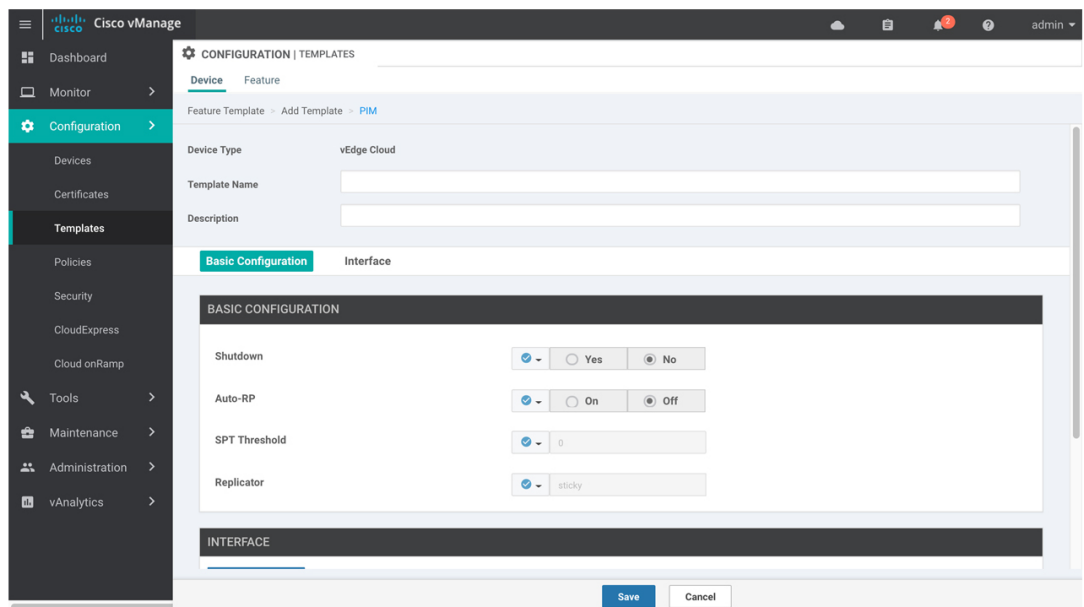 cisco Cisco vManage
2
admin
Dashboard
Monitor
Configuration
Devices
Certificates
Templates
Policies
Security
CloudExpress
Cloud onRamp
Tools
Maintenance
Administration
vAnalytics
CONFIGURATION | TEMPLATES
Device Feature
Feature Template > Add Template > PIM
Device Type vEdge Cloud
Template Name
Description
Basic Configuration Interface
BASIC CONFIGURATION
Shutdown Yes No
Auto-RP On Off
SPT Threshold 0
Replicator sticky
INTERFACE
Save Cancel